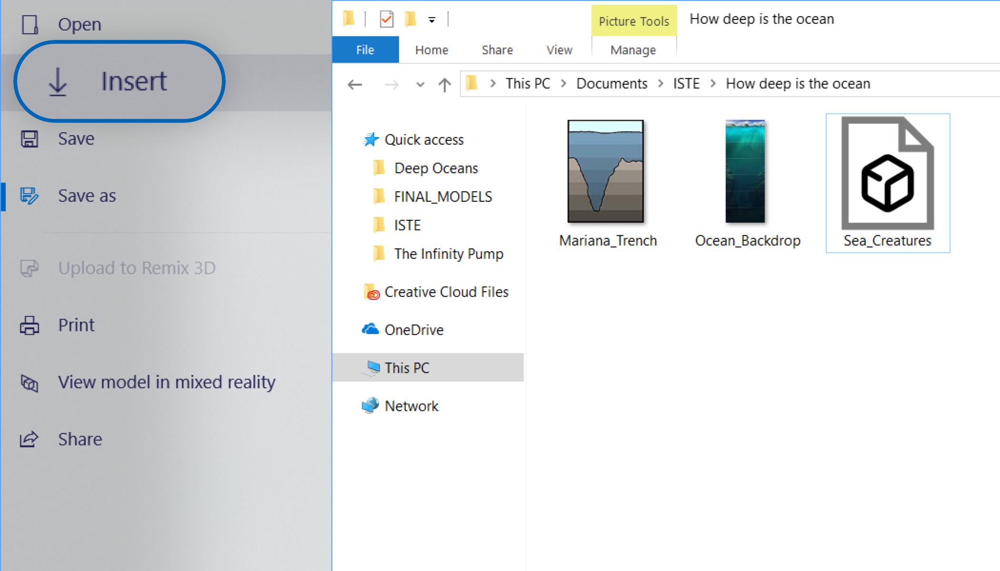 Open
Insert
Save
Save as
Upload to Remix 3D
Print
View model in mixed reality
Share
Picture Tools
How deep is the ocean
File
Home
Share
View
Manage
This PC > Documents > ISTE > How deep is the ocean
Quick access
Deep Oceans
FINAL_MODELS
ISTE
The Infinity Pump
Creative Cloud Files
OneDrive
This PC
Network
Mariana_Trench
Ocean_Backdrop
Sea_Creatures